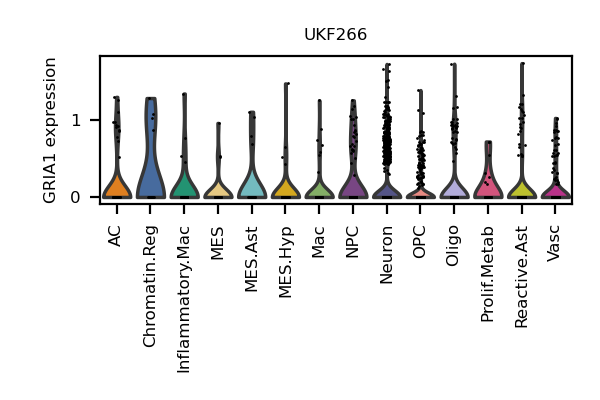 UKF266
GRIA1 expression
1
0
AC
Chromatin.Reg
Inflammatory.Mac
MES
MES.Ast
MES.Hyp
Mac
NPC
Neuron
OPC
Oligo
Prolif.Metab
Reactive.Ast
Vasc